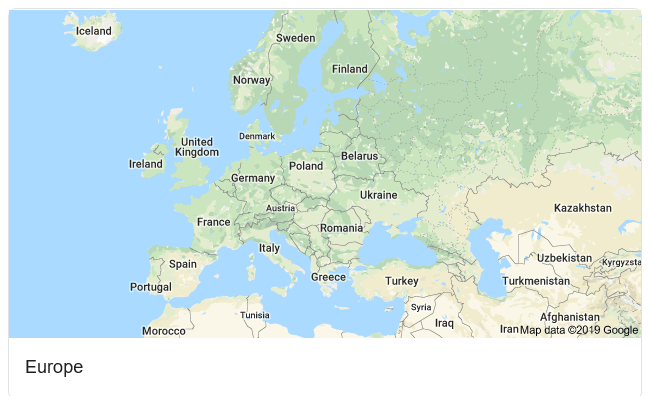 Iceland
Sweden
Finland
Norway
Denmark
United
Kingdom
Ireland
Belarus
Poland
Germany
Ukraine
Austria
Kazakhstan
France
Romania
Italy
Uzbekistan
Kyrgyzsta
Spain
Greece
Turkey
Turkmenistan
Portugal
Syria
Tunisia
Afghanistan
Iraq
Morocco
Iran
Map data ©2019 Google
Europe